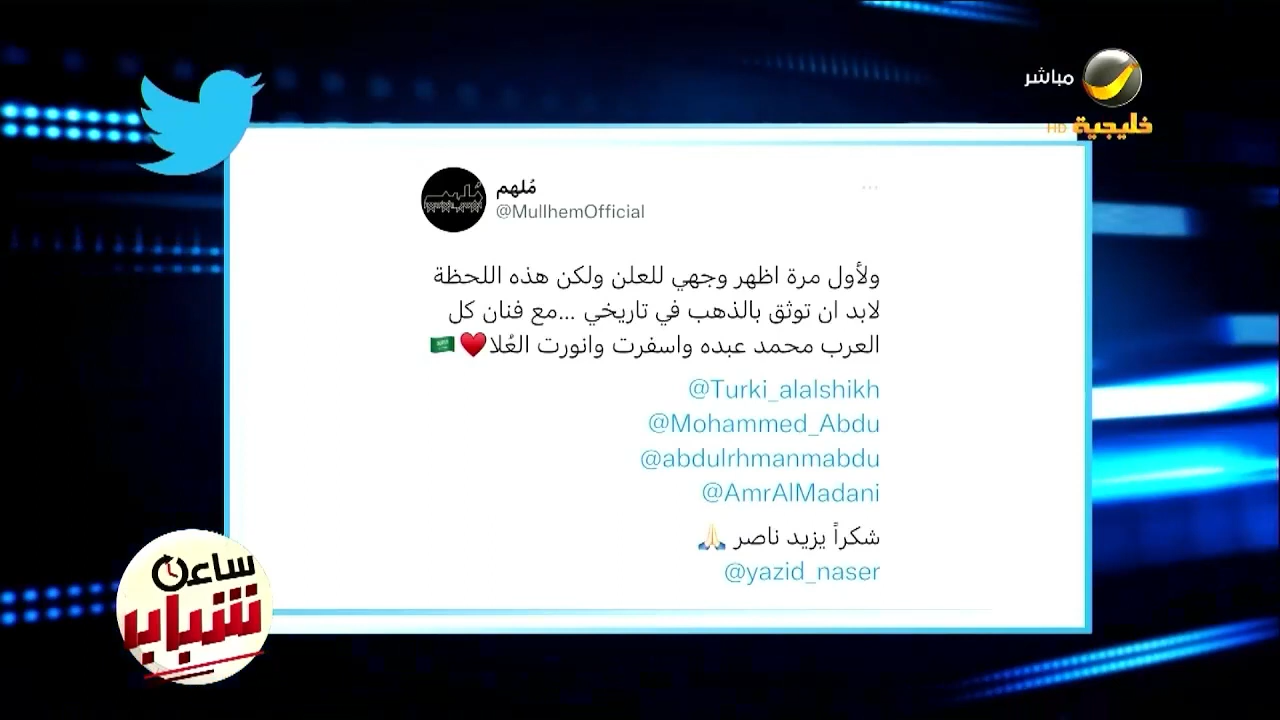 مباشر
خليجية HD
مُلهم
@MullhemOfficial
ولأول مرة اظهر وجهي للعلن ولكن هذه اللحظة
لابد ان توثق بالذهب في تاريخي ...مع فنان كل
العرب محمد عبده واسفرت وانورت العُلا♥️🇸🇦
@Turki_alalshikh
@Mohammed_Abdu
@abdulrhmanmabdu
@AmrAlMadani
شكراً يزيد ناصر 🙏🏻
@yazid_naser
ساعة
شباب